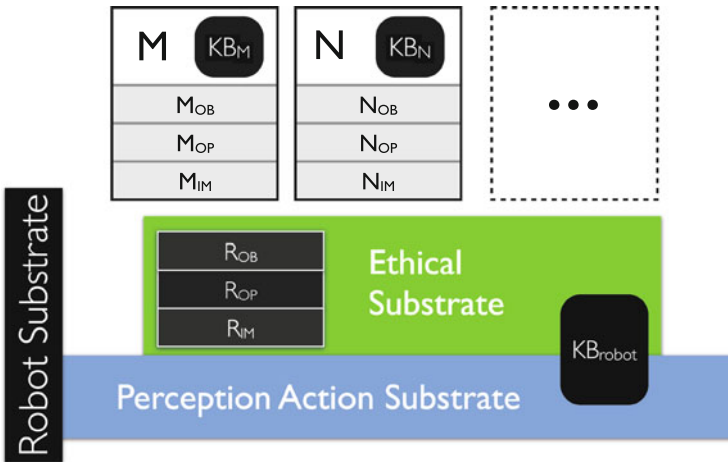 M
KBM
N
KBN
...
MOB
NOB
MOP
NOP
MIM
NIM
Robot Substrate
ROB
ROP
RIM
Ethical
Substrate
KBrobot
Perception Action Substrate